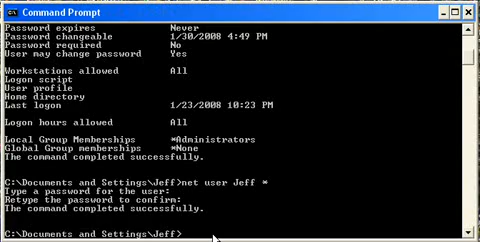 Command Prompt
Password expires Never
Password changeable 1/30/2008 4:49 PM
Password required No
User may change password Yes
Workstations allowed All
Logon script
User profile
Home directory
Last logon 1/23/2008 10:23 PM
Logon hours allowed All
Local Group Memberships *Administrators
Global Group memberships *None
The command completed successfully.
C:\Documents and Settings\Jeff>net user Jeff *
Type a password for the user:
Retype the password to confirm:
The command completed successfully.
C:\Documents and Settings\Jeff>